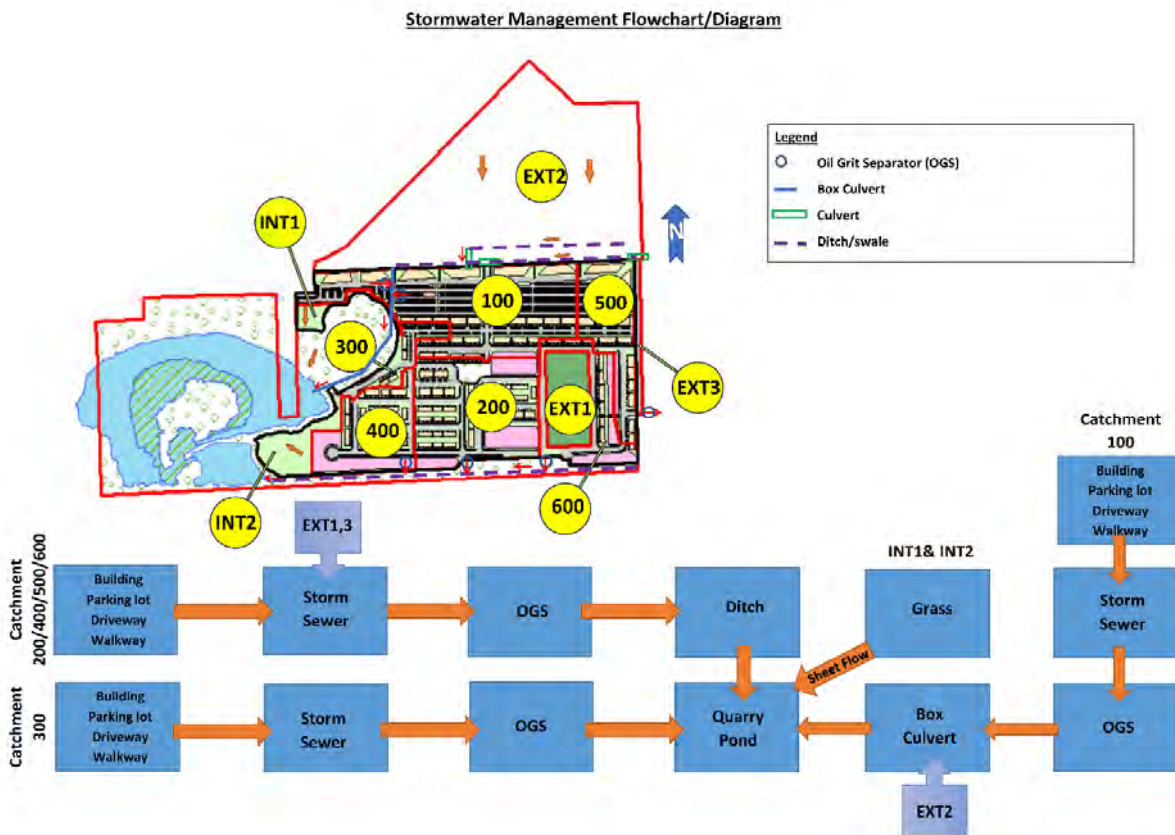 Stormwater Management Flowchart/Diagram
Legend
Oil Grit Separator (OGS)
Box Culvert
Culvert
Ditch/swale
EXT2
N
INT1
100
500
300
EXT3
200
EXT1
400
600
INT2
EXT1,3
Catchment
100
Building
Parking lot
Driveway
Walkway
INT1& INT2
Catchment
200/400/500/600
Building
Parking lot
Driveway
Walkway
Storm
Sewer
OGS
Ditch
Grass
Storm
Sewer
Sheet Flow
Catchment
300
Building
Parking lot
Driveway
Walkway
Storm
Sewer
OGS
Quarry
Pond
Box
Culvert
OGS
EXT2